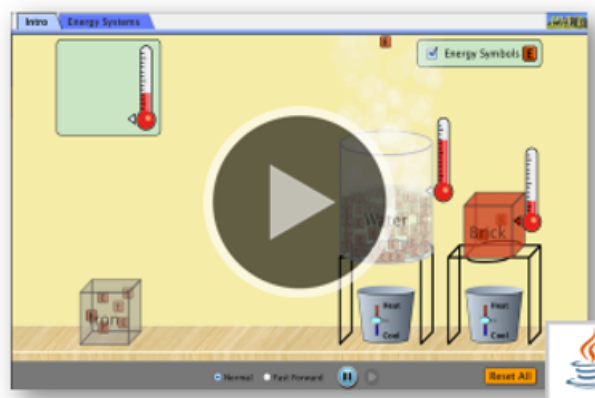 Intro Energy Systems
E
Energy Symbols E
Water
Brick
Iron
Heat
Cool
Heat
Cool
Normal Fast Forward
Reset All